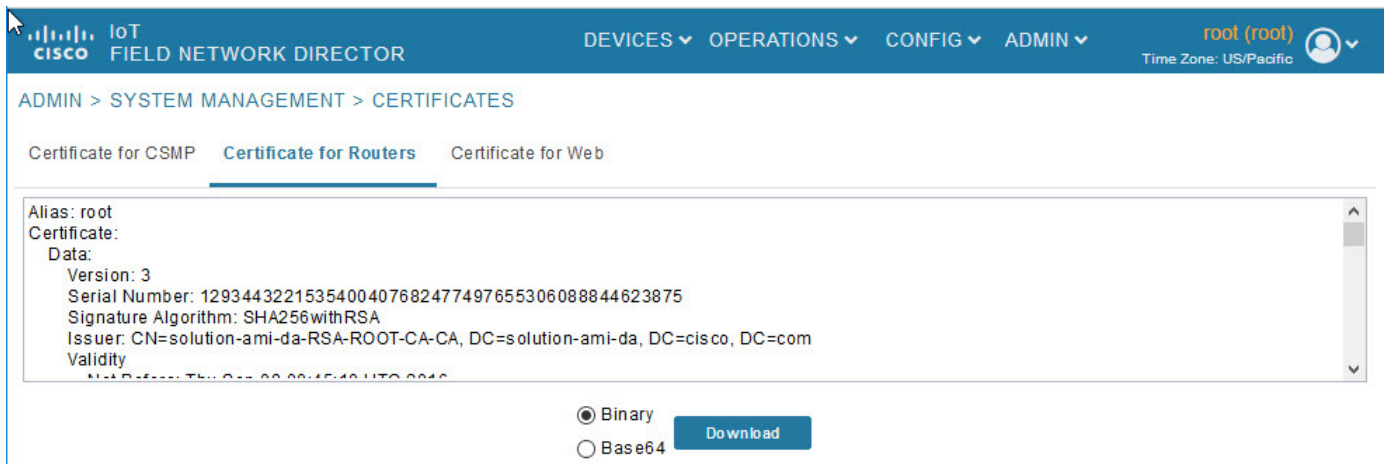 IoT
CISCO FIELD NETWORK DIRECTOR
DEVICES OPERATIONS CONFIG ADMIN
root (root)
Time Zone: US/Pacific
ADMIN > SYSTEM MANAGEMENT > CERTIFICATES
Certificate for CSMP Certificate for Routers Certificate for Web
Alias: root
Certificate:
Data:
Version: 3
Serial Number: 129344322153540040768247749765530608884462​3875
Signature Algorithm: SHA256withRSA
Issuer: CN=solution-ami-da-RSA-ROOT-CA-CA, DC=solution-ami-da, DC=cisco, DC=com
Validity
Binary
Base64
Download